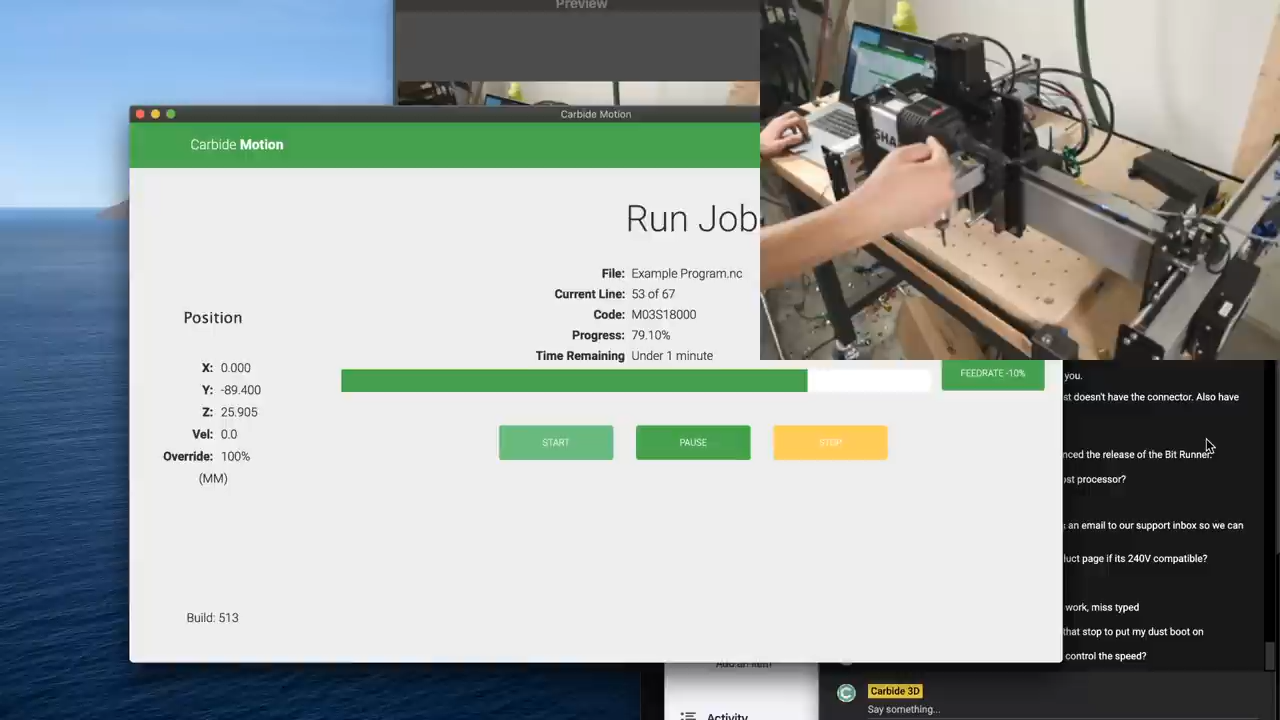 Preview
Carbide Motion
Carbide Motion
Run Job
File: Example Program.nc
Current Line: 53 of 67
Code: M03S18000
Progress: 79.10%
Time Remaining Under 1 minute
FEEDRATE -10%
START
PAUSE
STOP
Position
X: 0.000
Y: -89.400
Z: 25.905
Vel: 0.0
Override: 100%
(MM)
Build: 513
SHA
you.
st doesn't have the connector. Also have
nced the release of the Bit Runner.
ost processor?
an email to our support inbox so we can
duct page if its 240V compatible?
work, miss typed
that stop to put my dust boot on
control the speed?
Add an item
Activity
Carbide 3D
Say something...